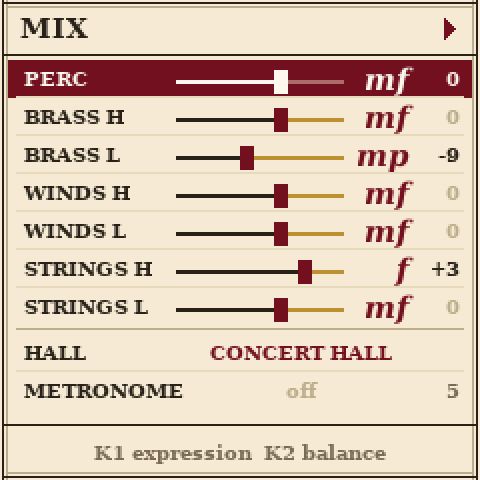 MIX
PERC mf 0
BRASS H mf 0
BRASS L mp -9
WINDS H mf 0
WINDS L mf 0
STRINGS H f +3
STRINGS L mf 0
HALL CONCERT HALL
METRONOME off 5
K1 expression K2 balance